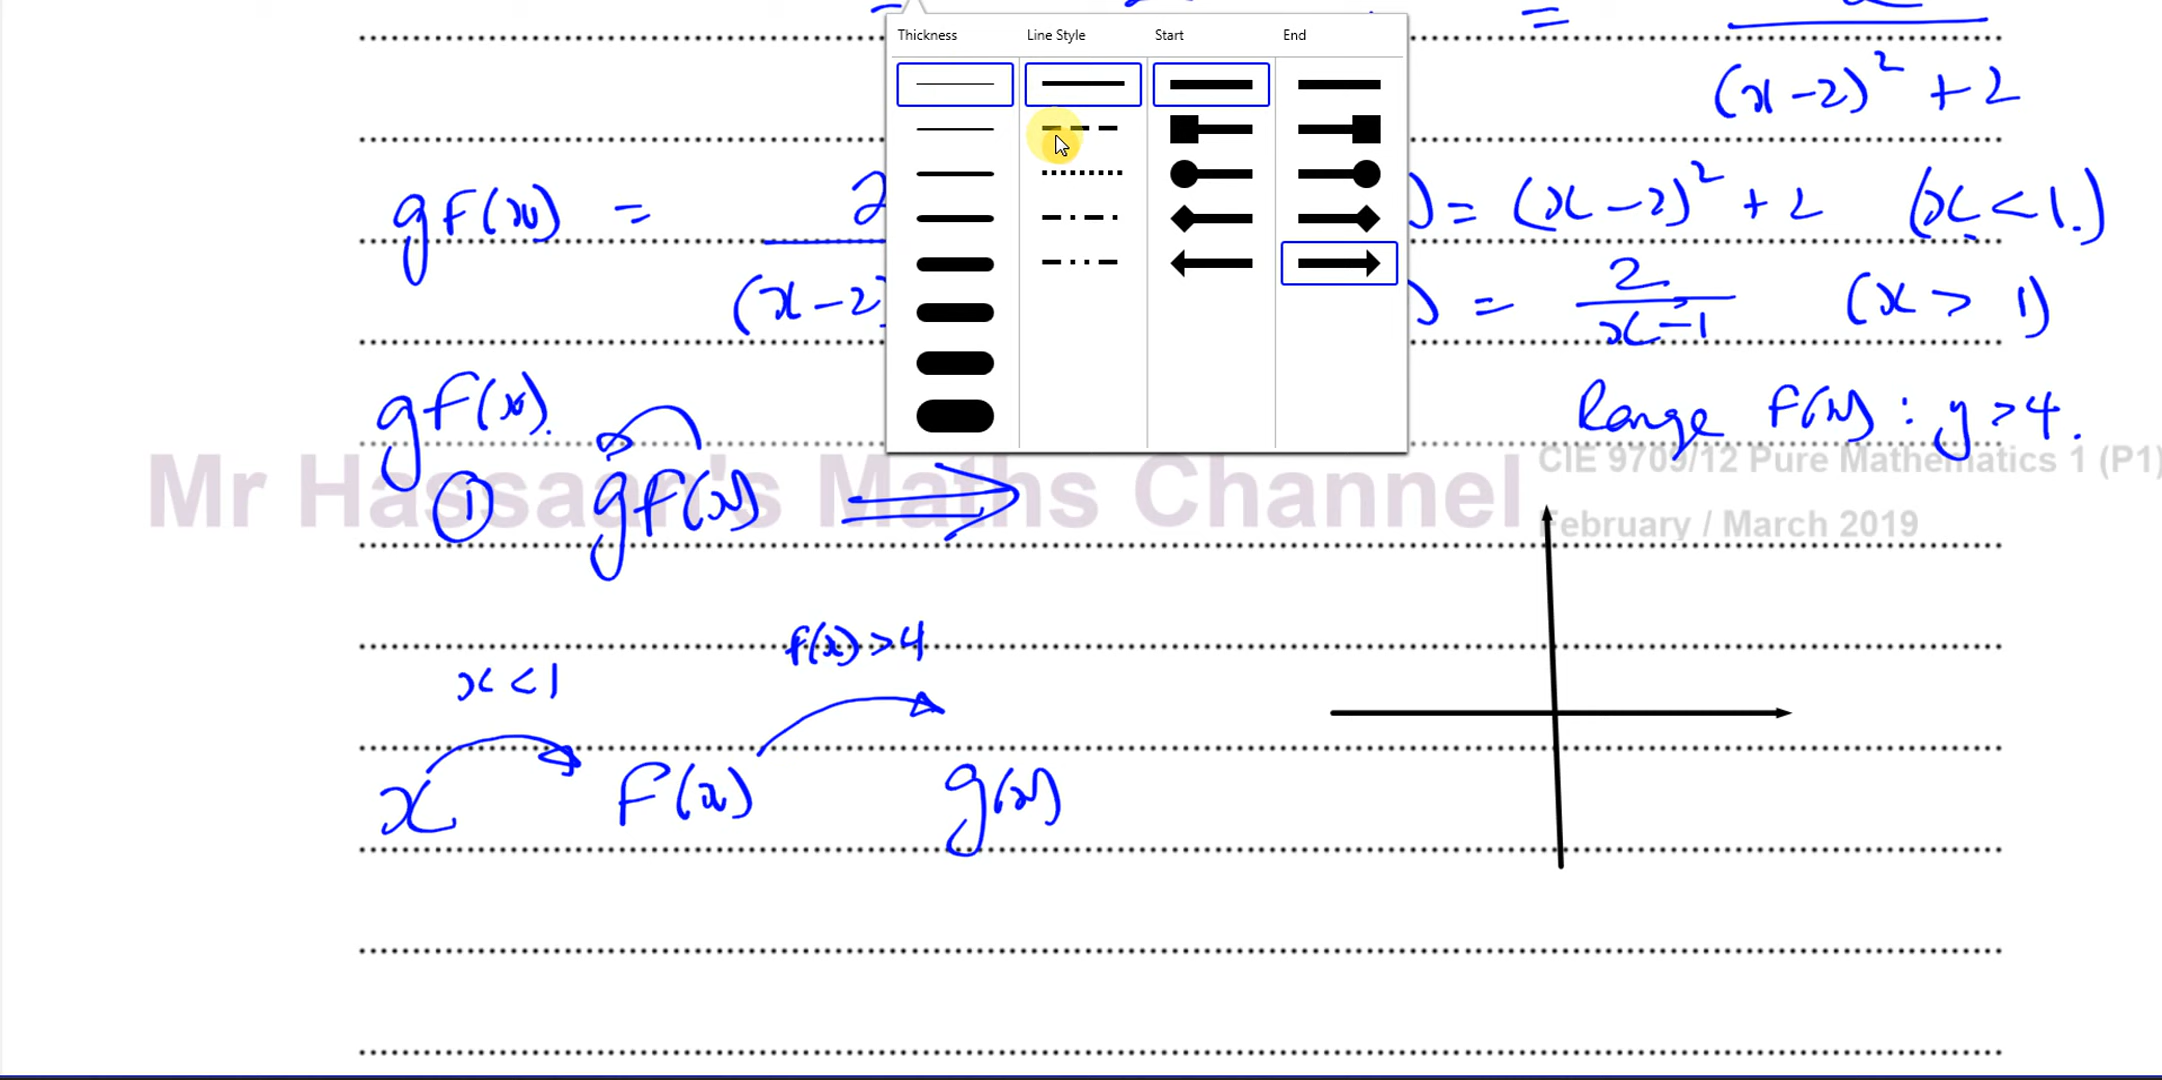 Thickness Line Style Start End
=
(x-2)² + 2
gf(x) = 2 ) = (x-2)² + 2 (x < 1.)
(x-2) ) = 2/(x-1) (x > 1)
gf(x). Range f(x) : y > 4.
CIE 9709/12 Pure Mathematics 1 (P1)
Mr Hassaan's Maths Channel
① gf(x) ⟹
February / March 2019
f(x) > 4
x < 1
x f(x) g(x)